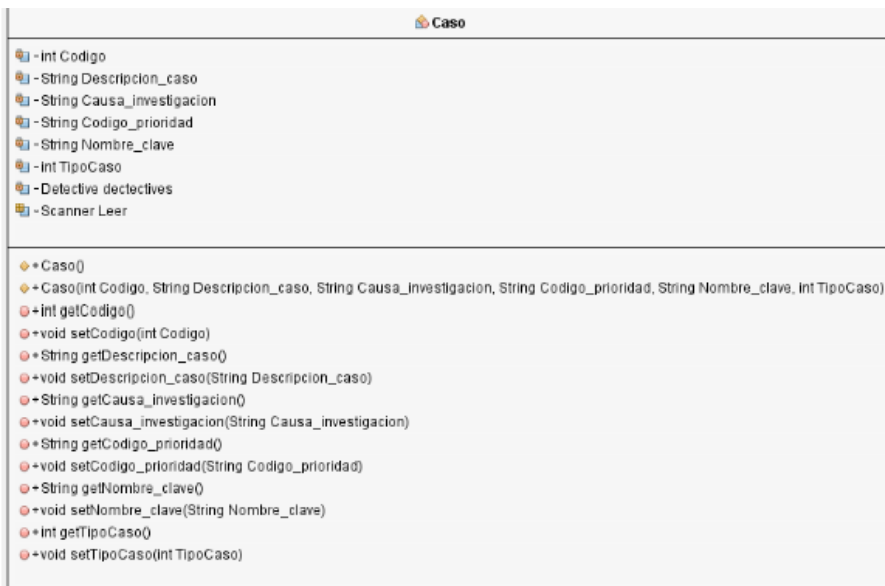 Caso
- int Codigo
- String Descripcion_caso
- String Causa_investigacion
- String Codigo_prioridad
- String Nombre_clave
- int TipoCaso
- Detective dectectives
- Scanner Leer
+ Caso()
+ Caso(int Codigo, String Descripcion_caso, String Causa_investigacion, String Codigo_prioridad, String Nombre_clave, int TipoCaso)
+int getCodigo()
+void setCodigo(int Codigo)
+ String getDescripcion_caso()
+void setDescripcion_caso(String Descripcion_caso)
+ String getCausa_investigacion()
+void setCausa_investigacion(String Causa_investigacion)
+ String getCodigo_prioridad()
+void setCodigo_prioridad(String Codigo_prioridad)
+ String getNombre_clave()
+void setNombre_clave(String Nombre_clave)
+ int getTipoCaso()
+void setTipoCaso(int TipoCaso)